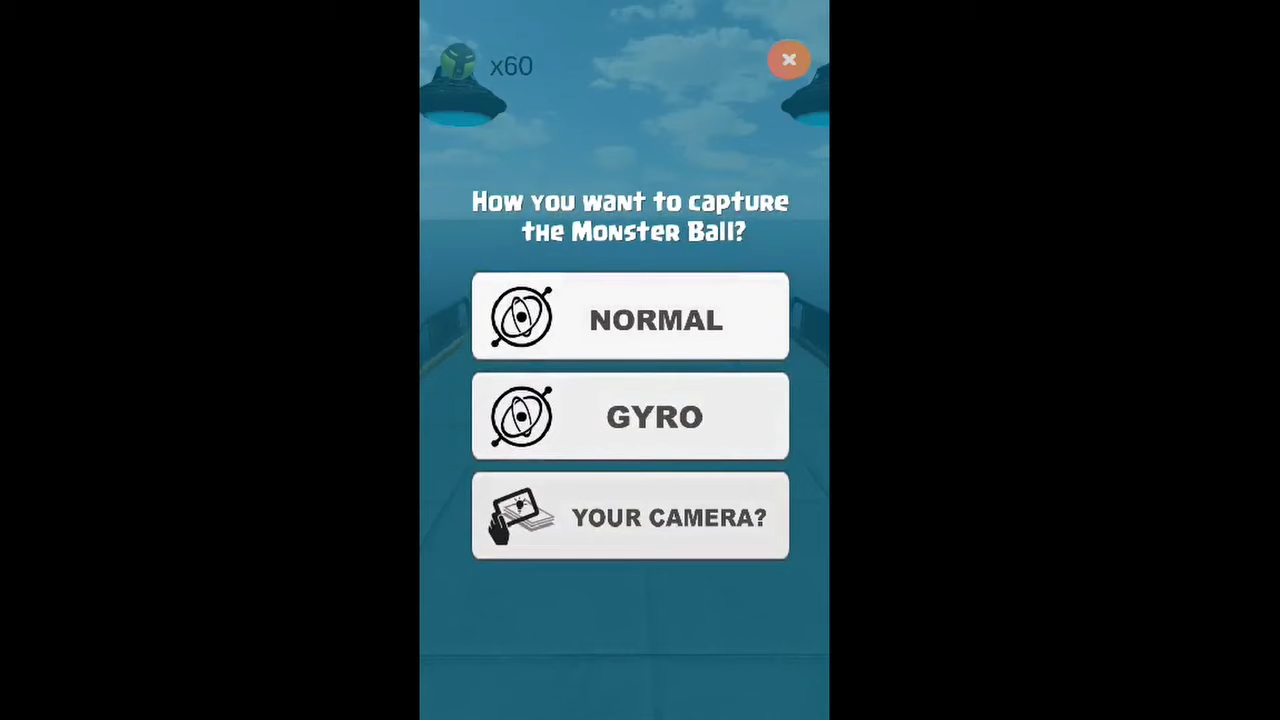 x60
How you want to capture
the Monster Ball?
NORMAL
GYRO
YOUR CAMERA?